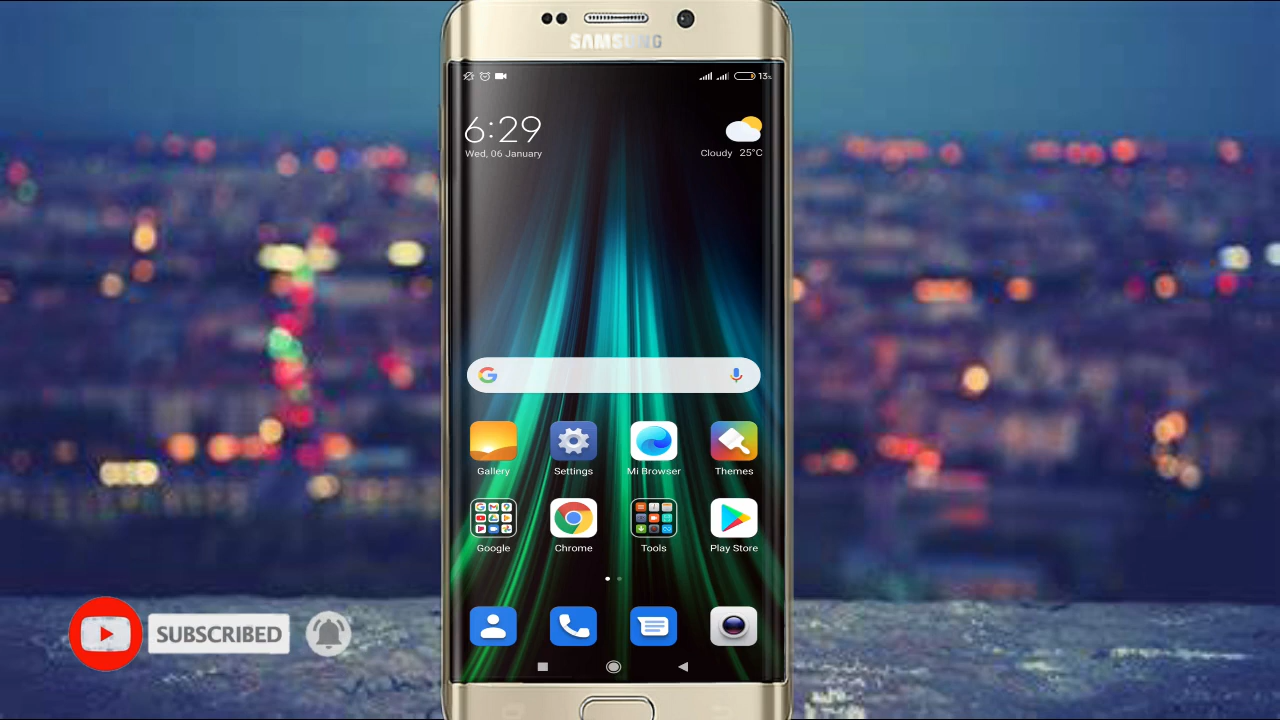 SAMSUNG
13%
6:29
Wed, 06 January
Cloudy 25°C
Gallery
Settings
Mi Browser
Themes
Google
Chrome
Tools
Play Store
SUBSCRIBED